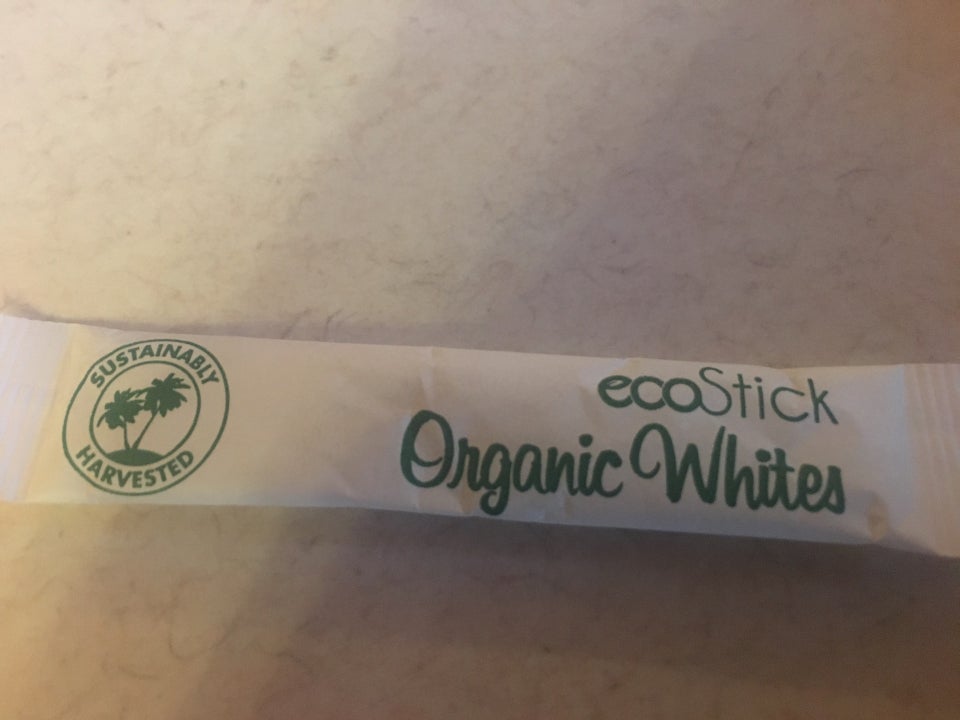 SUSTAINABLY
HARVESTED
ecoStick
Organic Whites